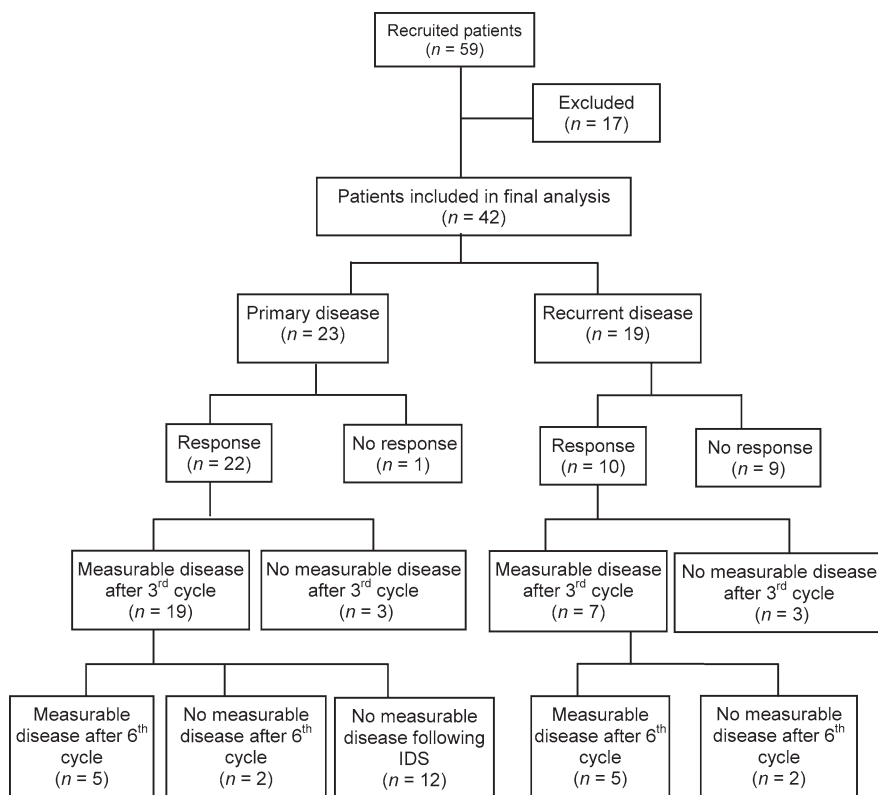 Recruited patients
(n = 59)
Excluded
(n = 17)
Patients included in final analysis
(n = 42)
Primary disease
(n = 23)
Recurrent disease
(n = 19)
Response
(n = 22)
No response
(n = 1)
Response
(n = 10)
No response
(n = 9)
Measurable disease
after 3rd cycle
(n = 19)
No measurable disease
after 3rd cycle
(n = 3)
Measurable disease
after 3rd cycle
(n = 7)
No measurable disease
after 3rd cycle
(n = 3)
Measurable
disease after 6th
cycle
(n = 5)
No measurable
disease after 6th
cycle
(n = 2)
No measurable
disease following
IDS
(n = 12)
Measurable
disease after 6th
cycle
(n = 5)
No measurable
disease after 6th
cycle
(n = 2)